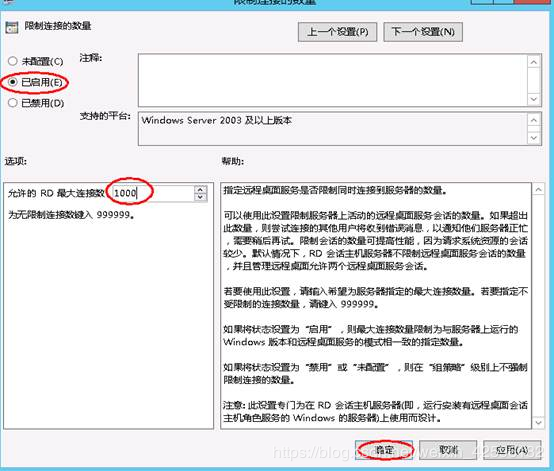 限制连接的数量
限制连接的数量
上一个设置(P)
下一个设置(N)
未配置(C)
注释:
已启用(E)
已禁用(D)
支持的平台:
Windows Server 2003 及以上版本
选项:
帮助:
允许的 RD 最大连接数
1000
为无限制连接数键入 999999。
指定远程桌面服务是否限制同时连接到服务器的数量。
可以使用此设置限制服务器上活动的远程桌面服务会话的数量。如果超出
此数量，则尝试连接的其他用户将收到错误消息，以通知他们服务器正忙
，需要稍后再试。限制会话的数量可提高性能，因为请求系统资源的会话
较少。默认情况下，RD 会话主机服务器不限制远程桌面服务会话的数量
，并且管理远程桌面允许两个远程桌面服务会话。
若要使用此设置，请输入希望为服务器指定的最大连接数量。若要指定不
受限制的连接数量，请键入 999999。
如果将状态设置为“启用”，则最大连接数量限制为与服务器上运行的
Windows 版本和远程桌面服务的模式相一致的指定数量。
如果将状态设置为“禁用”或“未配置”，则在“组策略”级别上不强制
限制连接的数量。
注意: 此设置专门为在 RD 会话主机服务器(即，运行安装有远程桌面会话
主机角色服务的 Windows 的服务器)上使用而设计。
确定
取消
应用(A)